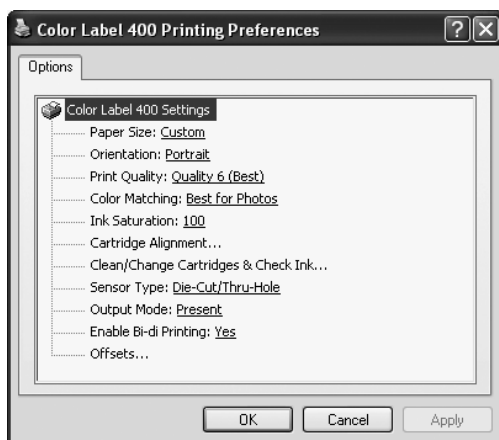 Color Label 400 Printing Preferences
Options
Color Label 400 Settings
Paper Size: Custom
Orientation: Portrait
Print Quality: Quality 6 (Best)
Color Matching: Best for Photos
Ink Saturation: 100
Cartridge Alignment...
Clean/Change Cartridges & Check Ink...
Sensor Type: Die-Cut/Thru-Hole
Output Mode: Present
Enable Bi-di Printing: Yes
Offsets...
OK Cancel Apply